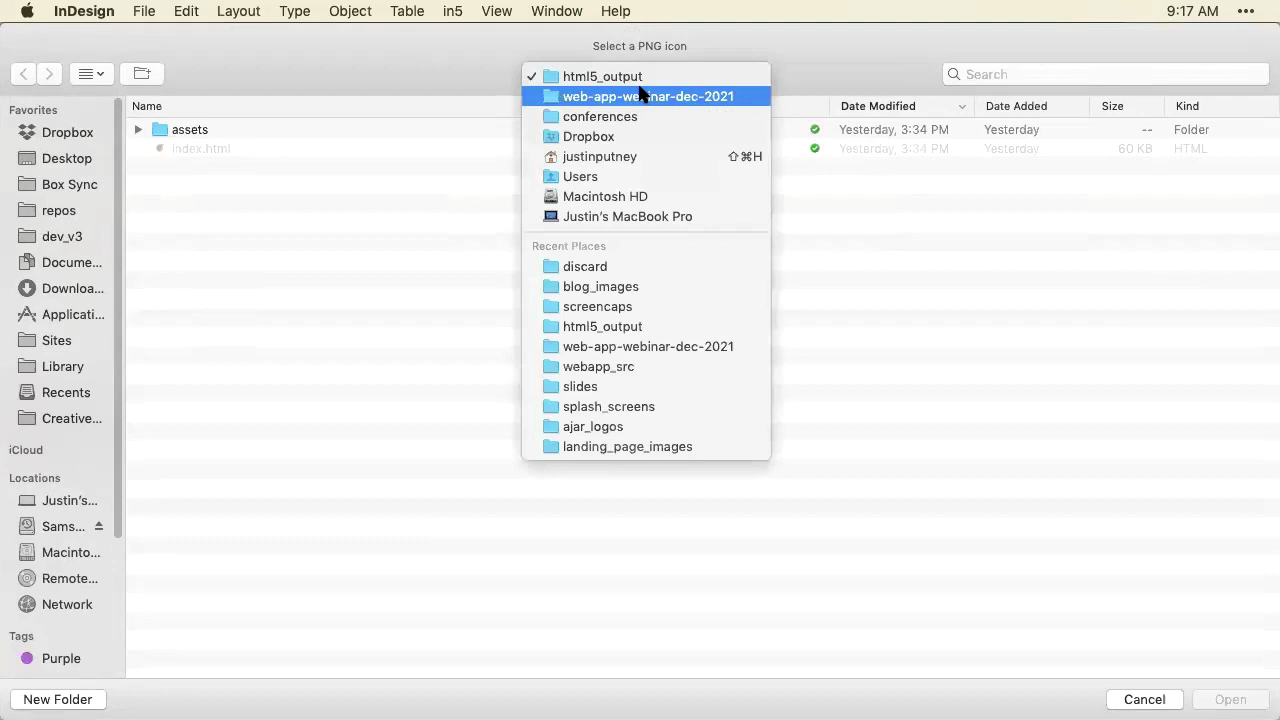 InDesign File Edit Layout Type Object Table in5 View Window Help 9:17 AM
Select a PNG icon
Search
html5_output
web-app-webinar-dec-2021
conferences
Dropbox
justinputney ⇧⌘H
Users
Macintosh HD
Justin's MacBook Pro
Recent Places
discard
blog_images
screencaps
html5_output
web-app-webinar-dec-2021
webapp_src
slides
splash_screens
ajar_logos
landing_page_images
Name Date Modified Date Added Size Kind
assets Yesterday, 3:34 PM Yesterday -- Folder
index.html Yesterday, 3:34 PM Yesterday 60 KB HTML
Favorites
Dropbox
Desktop
Box Sync
repos
dev_v3
Docume...
Downloa...
Applicati...
Sites
Library
Recents
Creative...
iCloud
Locations
Justin's...
Sams...
Macinto...
Remote...
Network
Tags
Purple
New Folder Cancel Open